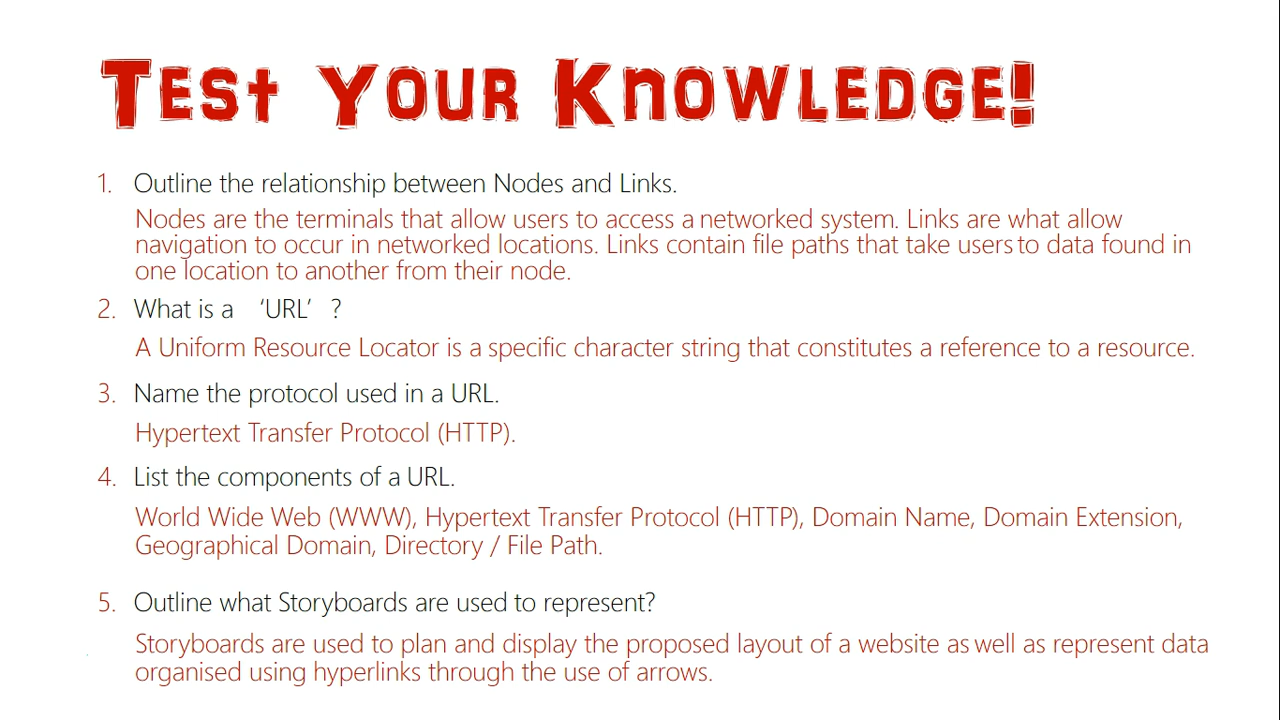 Test Your Knowledge!
1. Outline the relationship between Nodes and Links.
Nodes are the terminals that allow users to access a networked system. Links are what allow
navigation to occur in networked locations. Links contain file paths that take users to data found in
one location to another from their node.
2. What is a ‘URL’ ?
A Uniform Resource Locator is a specific character string that constitutes a reference to a resource.
3. Name the protocol used in a URL.
Hypertext Transfer Protocol (HTTP).
4. List the components of a URL.
World Wide Web (WWW), Hypertext Transfer Protocol (HTTP), Domain Name, Domain Extension,
Geographical Domain, Directory / File Path.
5. Outline what Storyboards are used to represent?
Storyboards are used to plan and display the proposed layout of a website as well as represent data
organised using hyperlinks through the use of arrows.